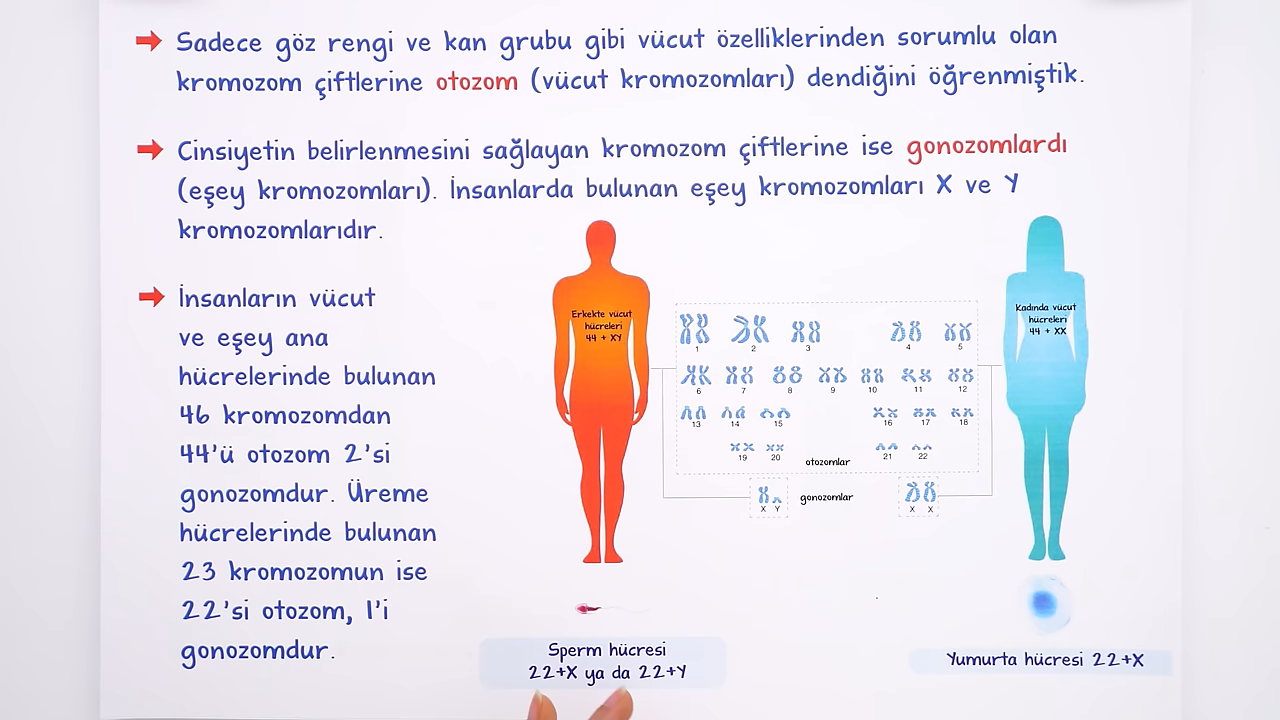 Sadece göz rengi ve kan grubu gibi vücut özelliklerinden sorumlu olan
kromozom çiftlerine otozom (vücut kromozomları) dendiğini öğrenmiştik.
Cinsiyetin belirlenmesini sağlayan kromozom çiftlerine ise gonozomlardı
(eşey kromozomları). İnsanlarda bulunan eşey kromozomları X ve Y
kromozomlarıdır.
İnsanların vücut
ve eşey ana
hücrelerinde bulunan
46 kromozomdan
44'ü otozom 2'si
gonozomdur. Üreme
hücrelerinde bulunan
23 kromozomun ise
22'si otozom, 1'i
gonozomdur.
Erkekte vücut
hücreleri
44 + XY
1 2 3 4 5
6 7 8 9 10 11 12
13 14 15 16 17 18
19 20 21 22
otozomlar
X Y
gonozomlar
X X
Kadında vücut
hücreleri
44 + XX
Sperm hücresi
22+X ya da 22+Y
Yumurta hücresi 22+X